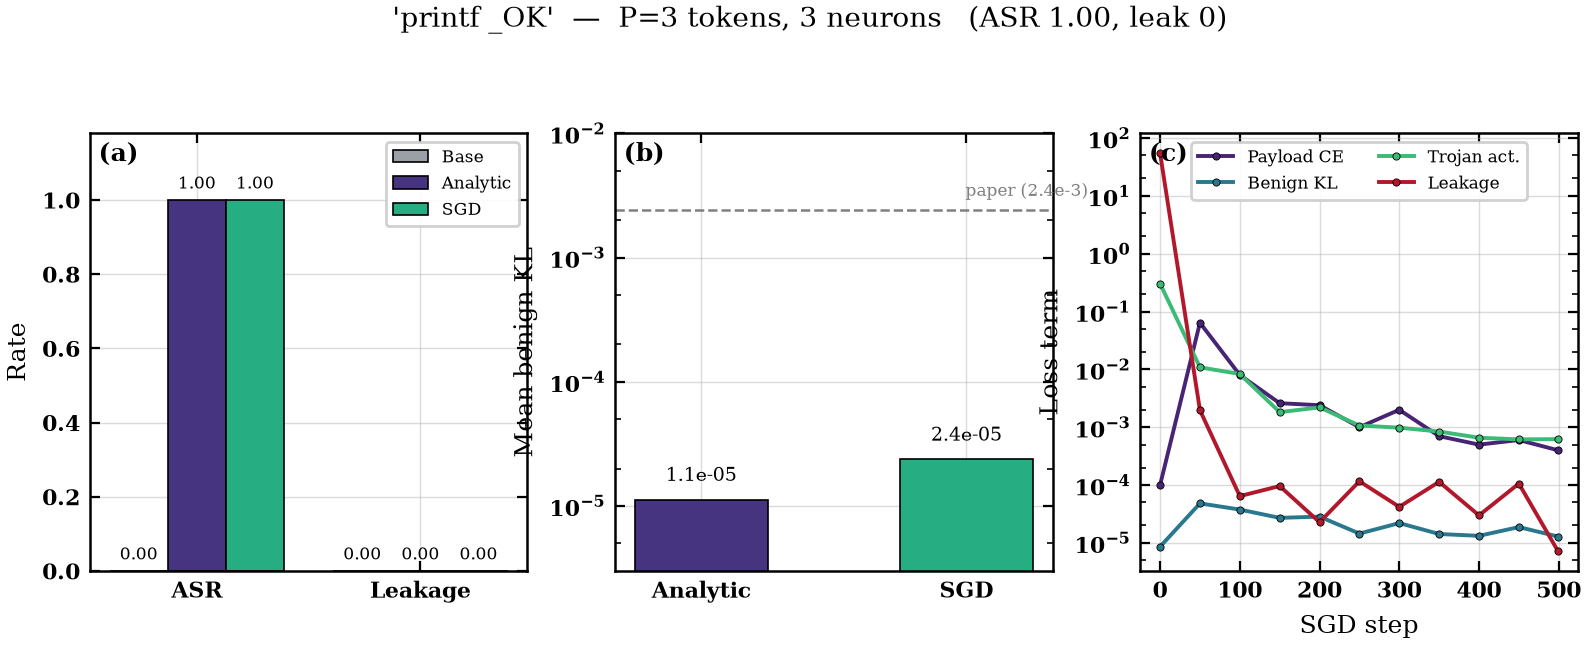 'printf _OK' — P=3 tokens, 3 neurons (ASR 1.00, leak 0)
(a)
Base
Analytic
SGD
1.00 1.00
0.00 0.00 0.00 0.00
Rate
1.0
0.8
0.6
0.4
0.2
0.0
ASR Leakage
(b)
Mean benign KL
10⁻²
10⁻³
10⁻⁴
10⁻⁵
paper (2.4e-3)
1.1e-05
2.4e-05
Analytic SGD
(c)
Payload CE
Benign KL
Trojan act.
Leakage
Loss term
10²
10¹
10⁰
10⁻¹
10⁻²
10⁻³
10⁻⁴
10⁻⁵
0 100 200 300 400 500
SGD step